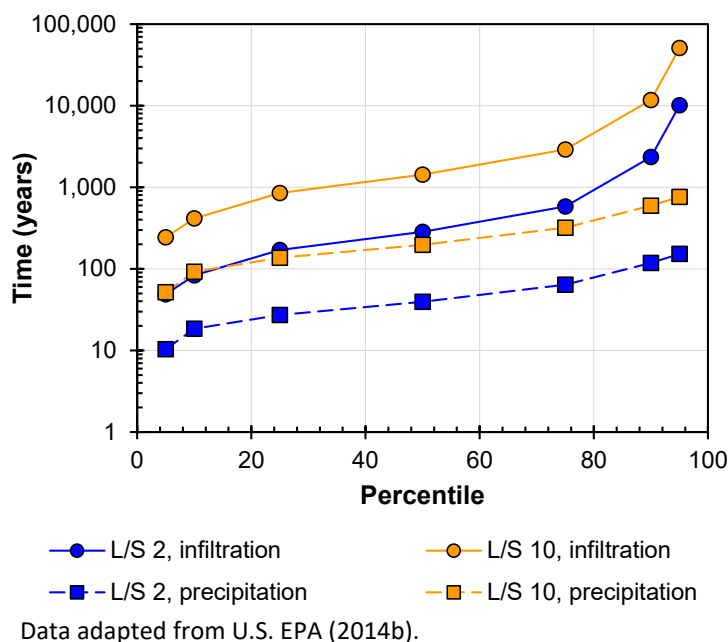 100,000
10,000
1,000
100
10
1
Time (years)
0 20 40 60 80 100
Percentile
L/S 2, infiltration L/S 10, infiltration
L/S 2, precipitation L/S 10, precipitation
Data adapted from U.S. EPA (2014b).